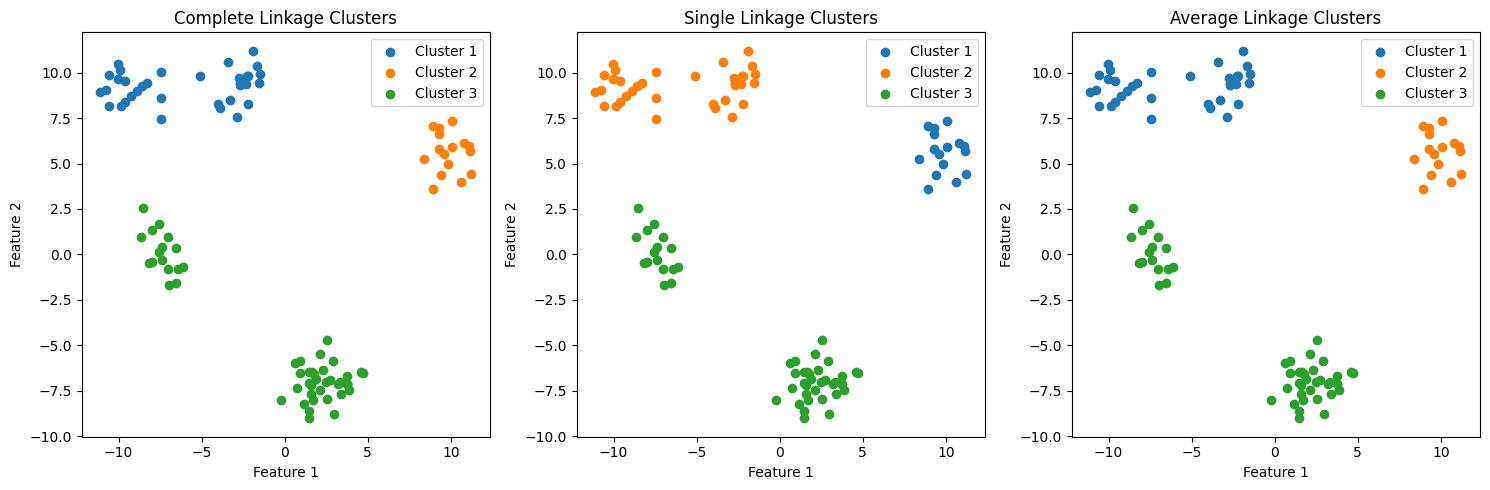 Complete Linkage Clusters
Cluster 1
Cluster 2
Cluster 3
10.0
7.5
5.0
2.5
0.0
−2.5
−5.0
−7.5
−10.0
Feature 2
−10
−5
0
5
10
Feature 1
Single Linkage Clusters
Cluster 1
Cluster 2
Cluster 3
10.0
7.5
5.0
2.5
0.0
−2.5
−5.0
−7.5
−10.0
Feature 2
−10
−5
0
5
10
Feature 1
Average Linkage Clusters
Cluster 1
Cluster 2
Cluster 3
10.0
7.5
5.0
2.5
0.0
−2.5
−5.0
−7.5
−10.0
Feature 2
−10
−5
0
5
10
Feature 1